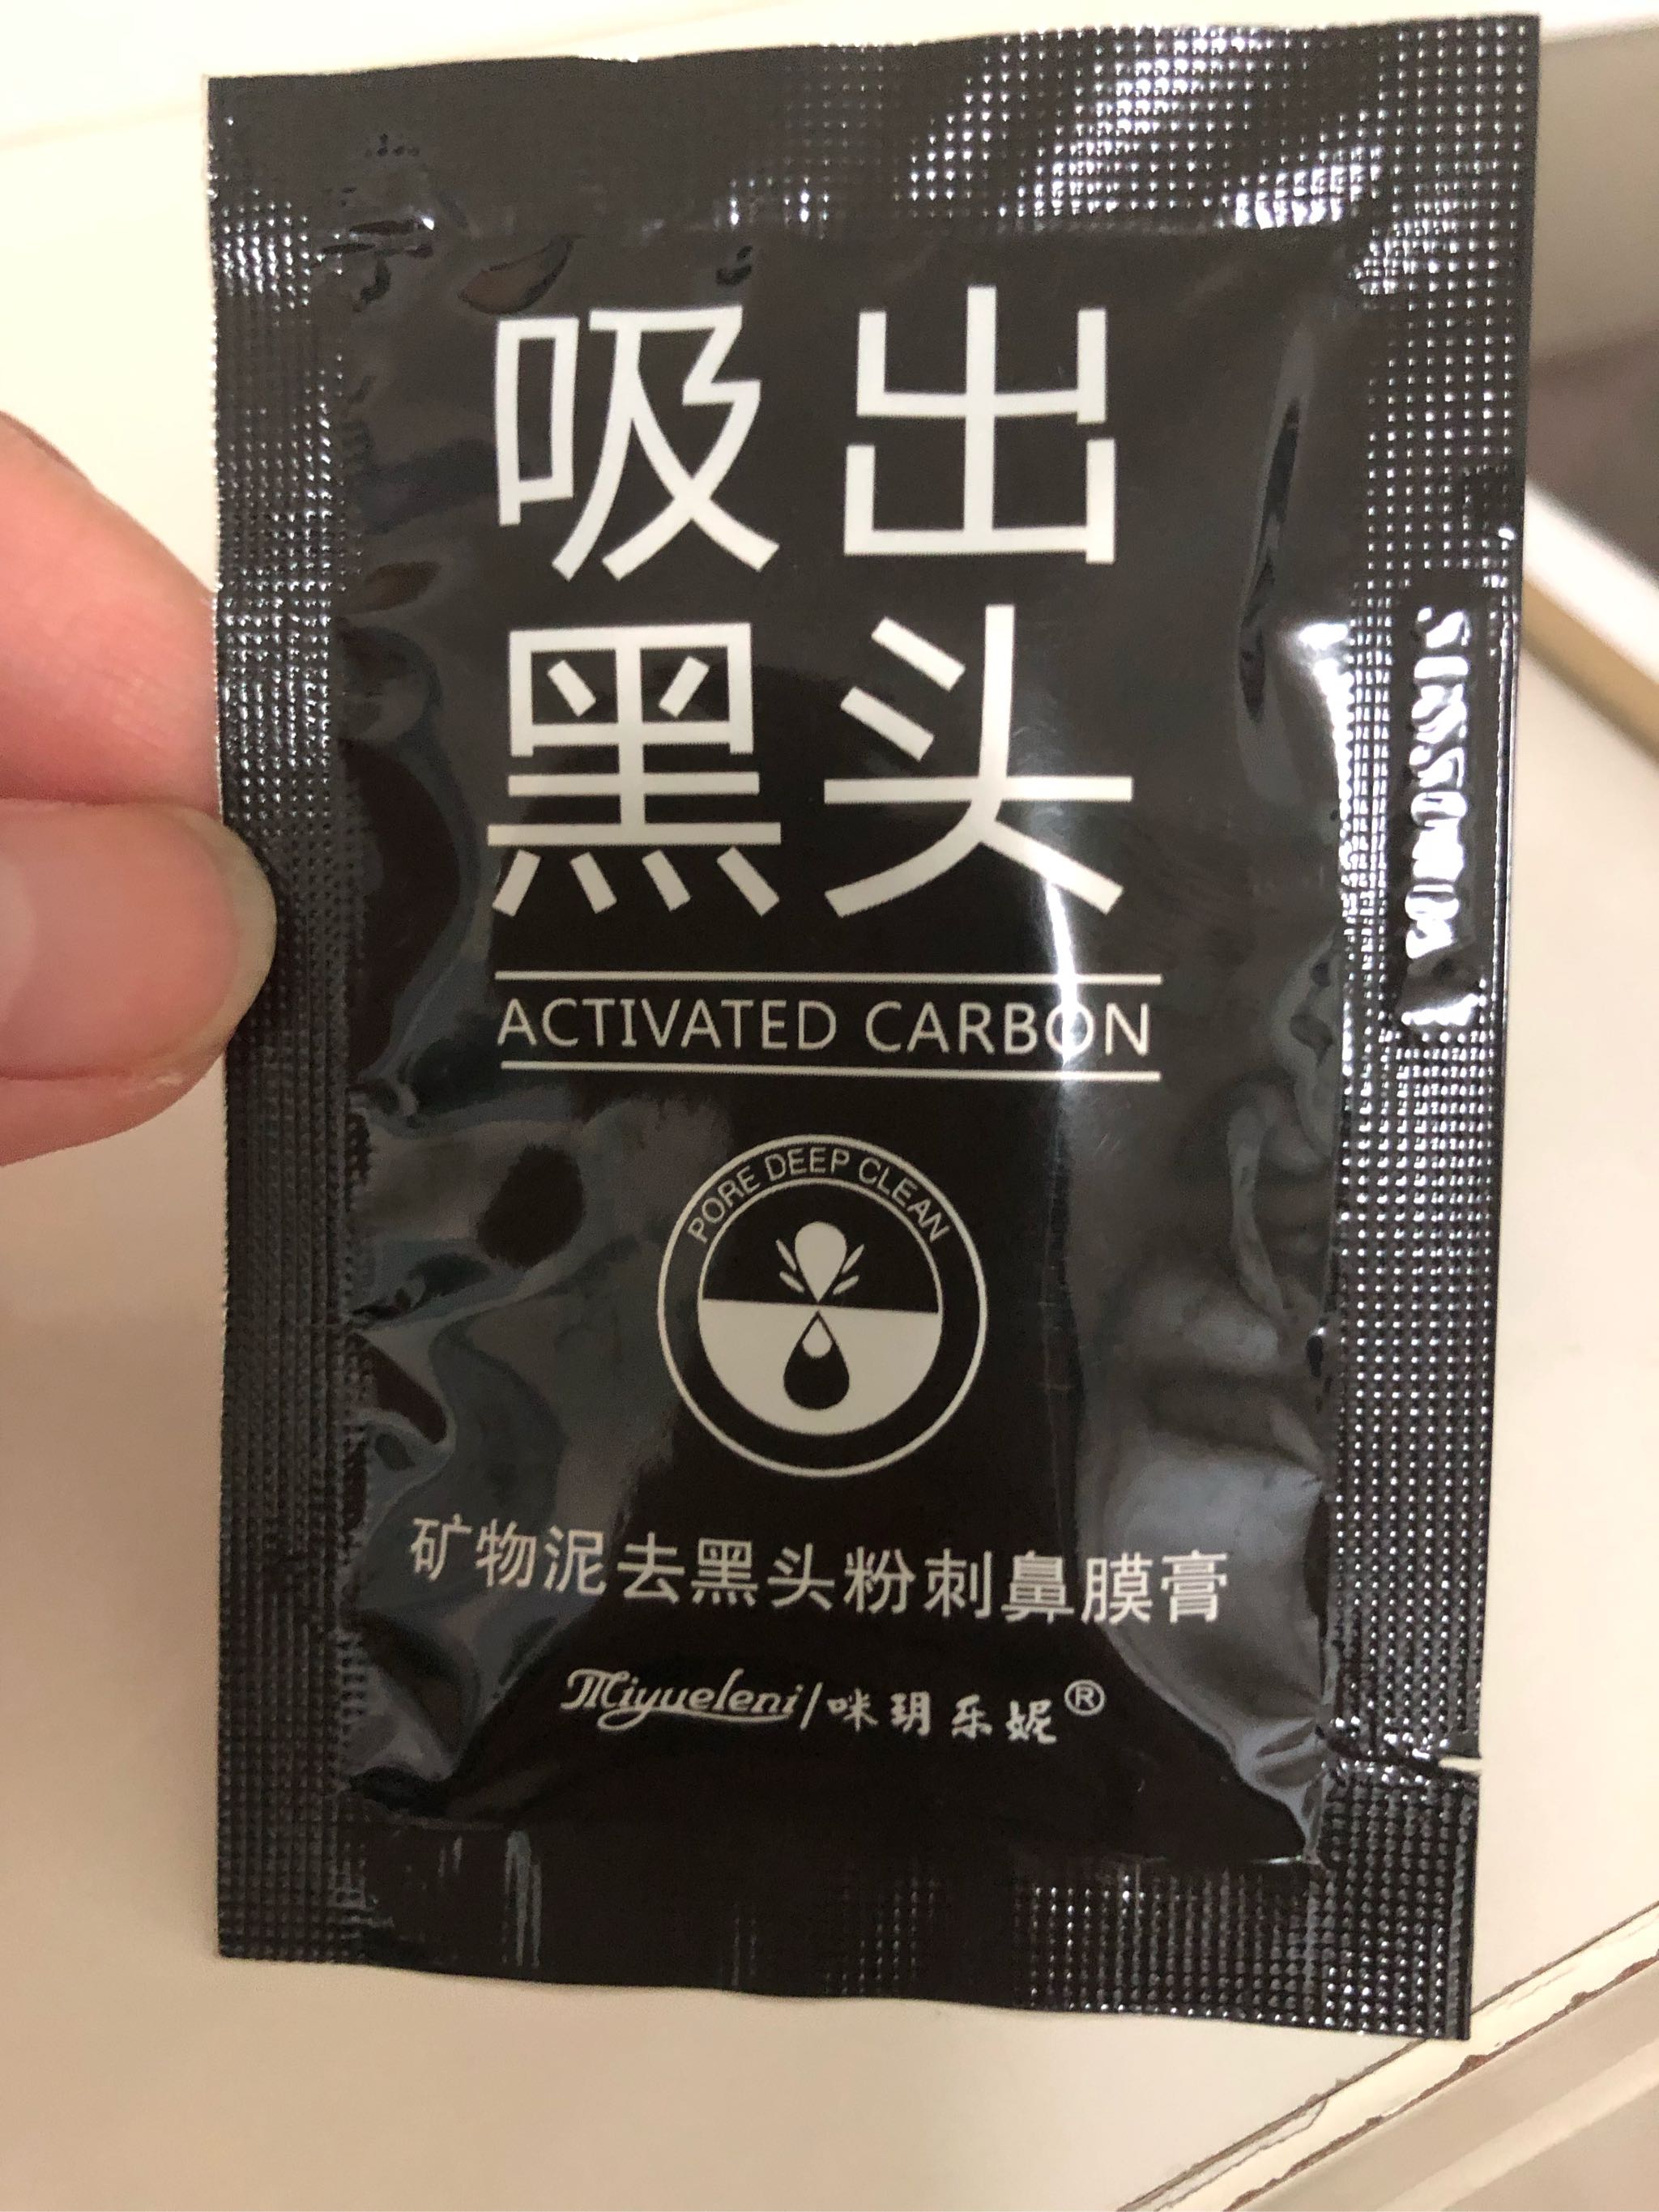 吸出
黑头
ACTIVATED CARBON
PORE DEEP CLEAN
矿物泥去黑头粉刺鼻膜膏
Miyueleni/咪玥乐妮®